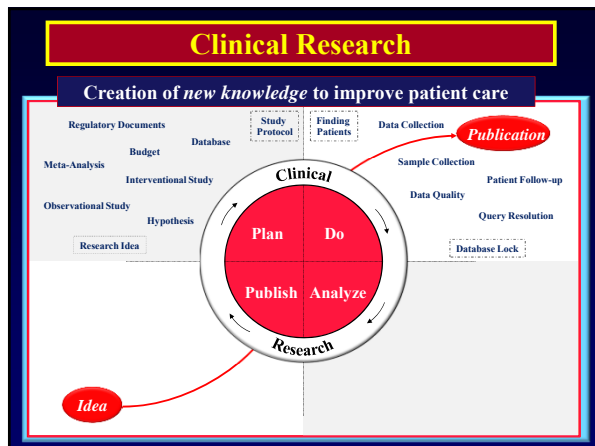 Clinical Research
Creation of new knowledge to improve patient care
Regulatory Documents
Budget
Database
Study
Protocol
Meta-Analysis
Interventional Study
Observational Study
Hypothesis
Research Idea
Finding
Patients
Data Collection
Publication
Sample Collection
Patient Follow-up
Data Quality
Query Resolution
Database Lock
Clinical
Plan
Do
Publish
Analyze
Research
Idea